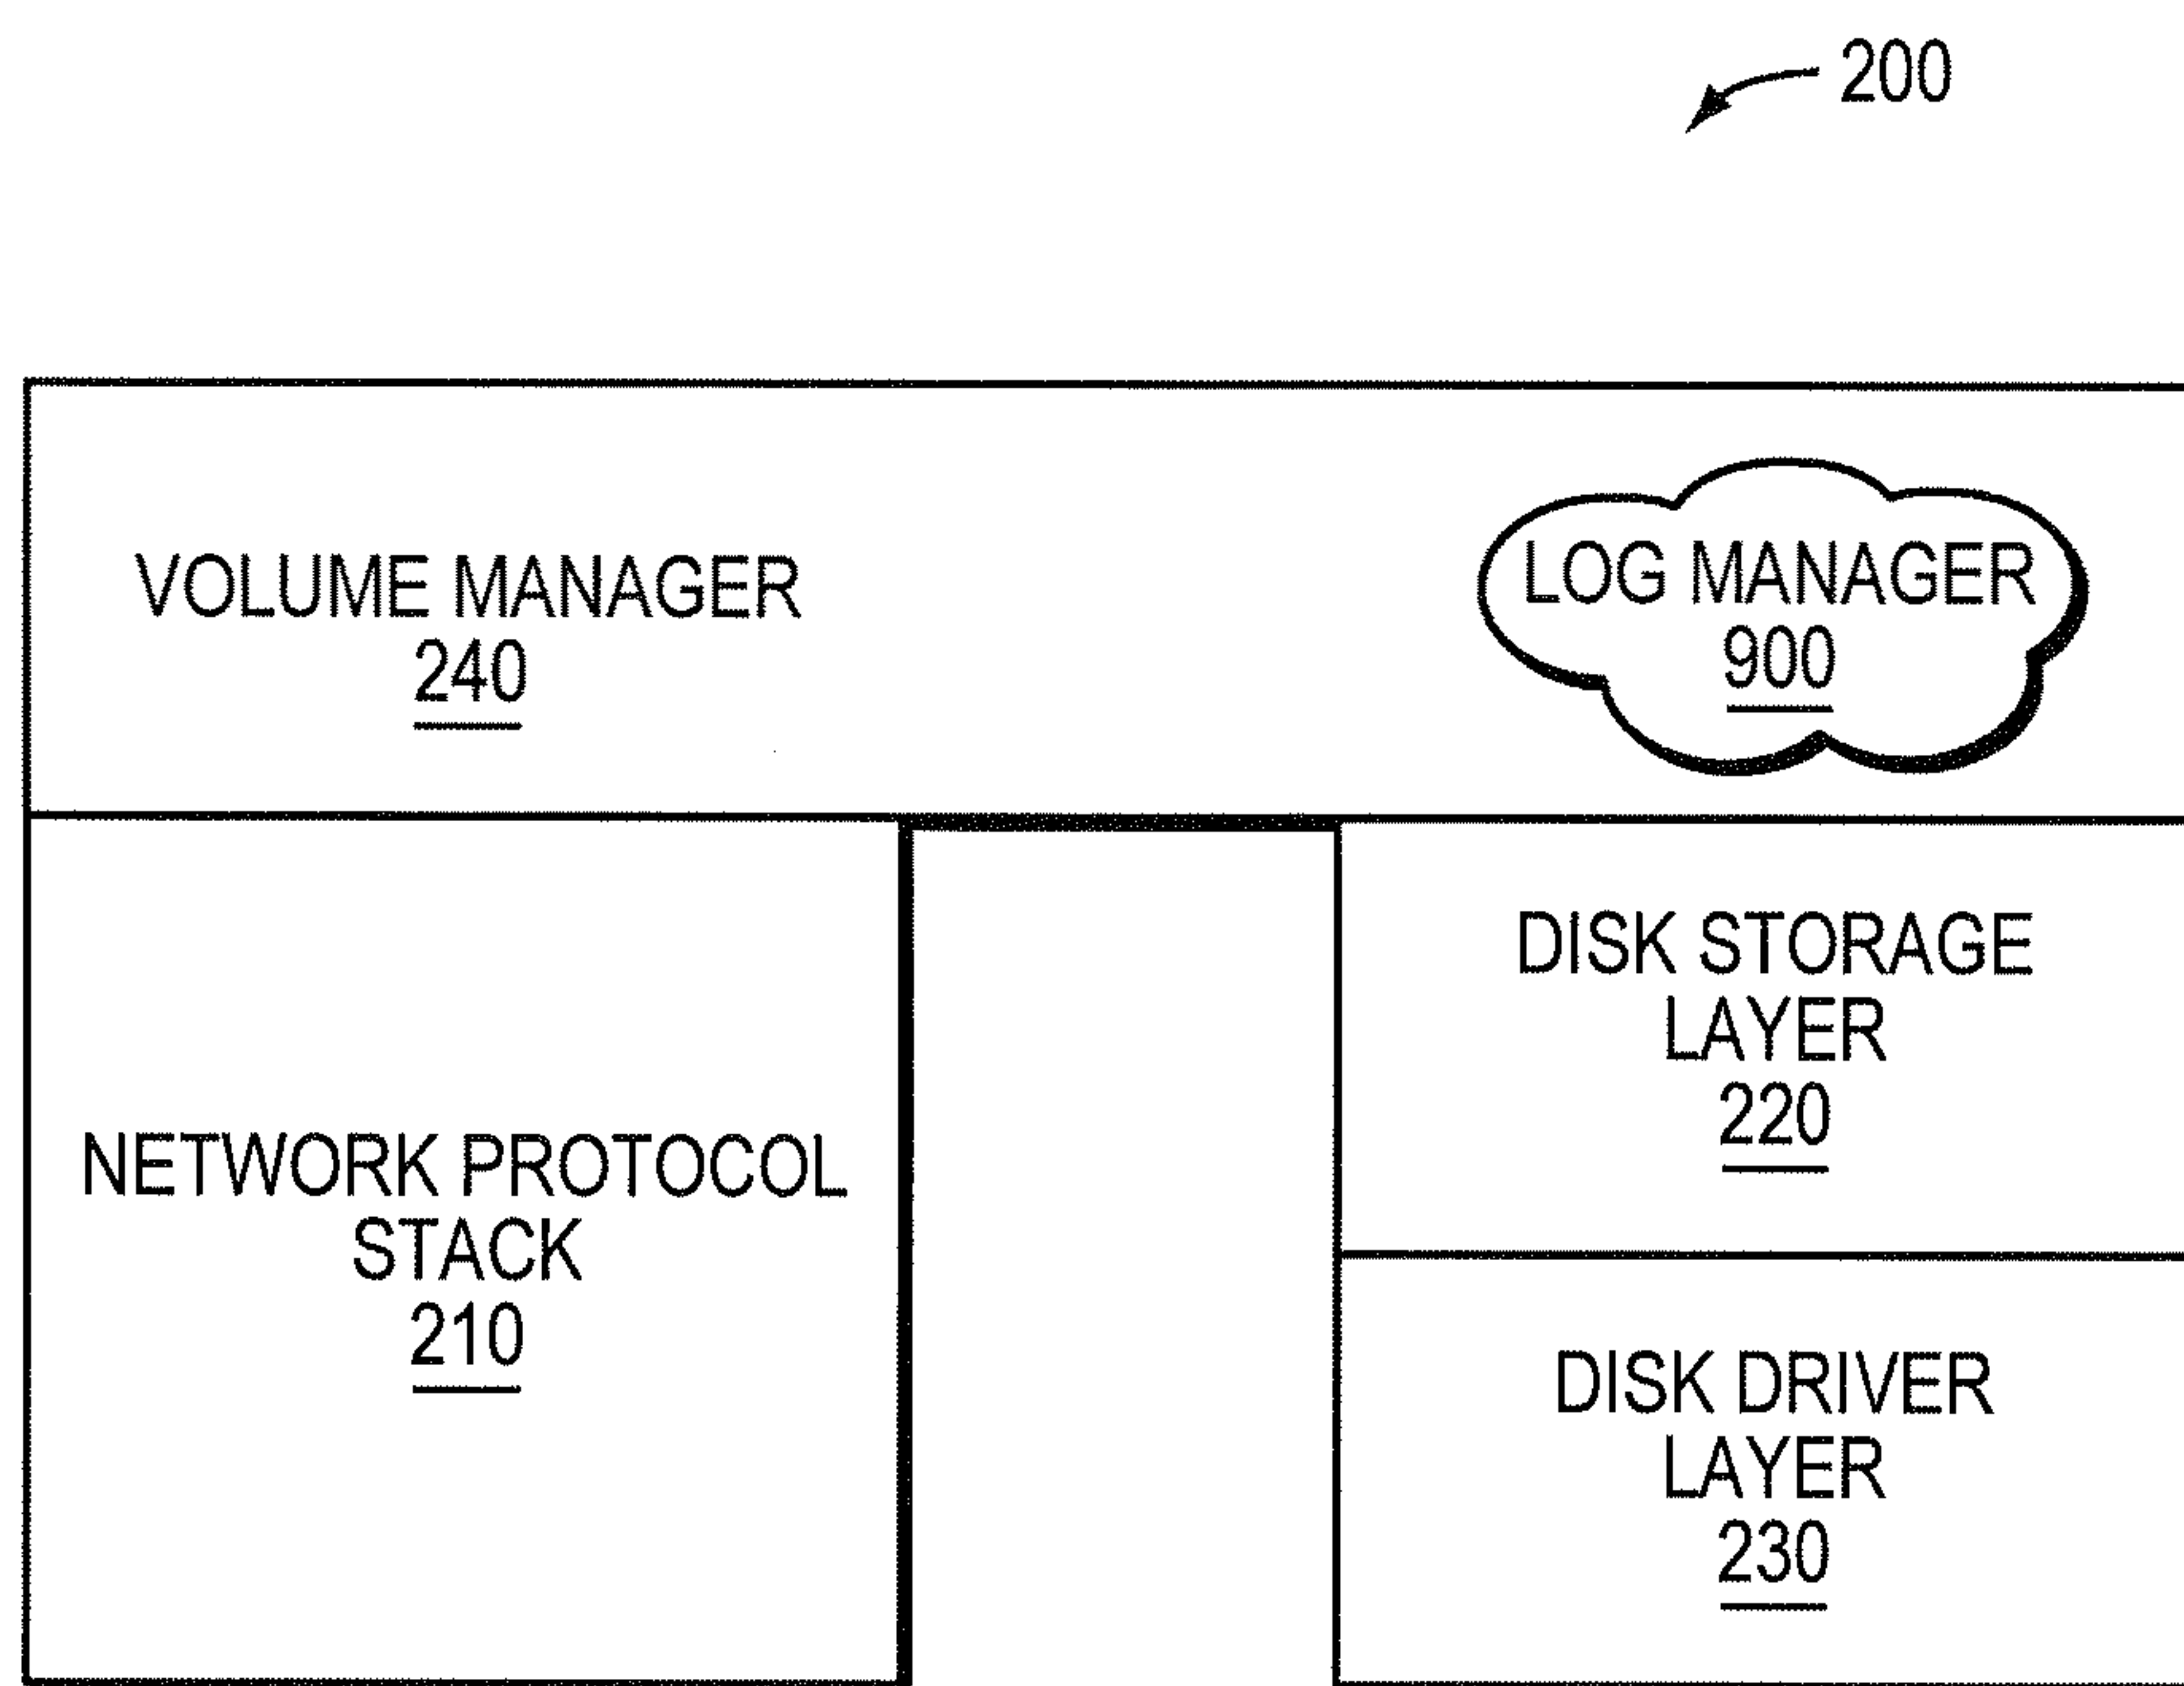 200
VOLUME MANAGER
240
LOG MANAGER
900
NETWORK PROTOCOL
STACK
210
DISK STORAGE
LAYER
220
DISK DRIVER
LAYER
230